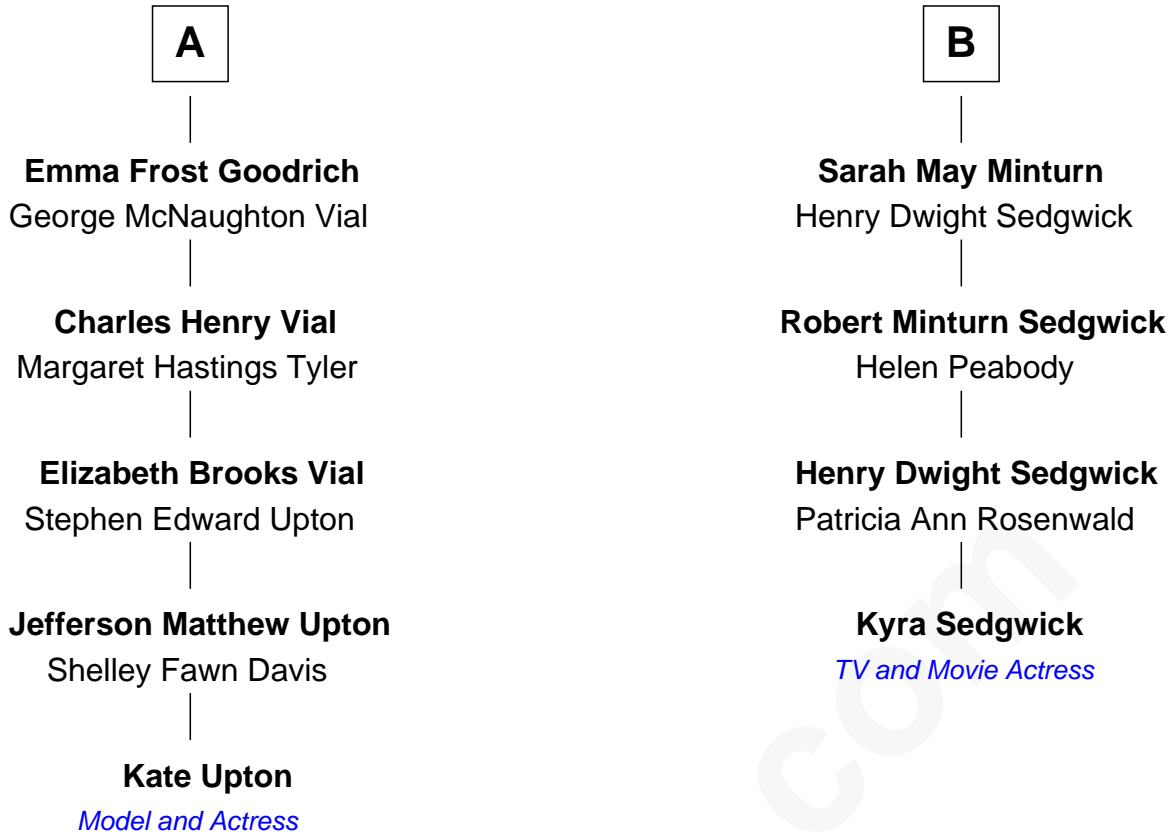 A
Emma Frost Goodrich
George McNaughton Vial
Charles Henry Vial
Margaret Hastings Tyler
Elizabeth Brooks Vial
Stephen Edward Upton
Jefferson Matthew Upton
Shelley Fawn Davis
Kate Upton
Model and Actress
B
Sarah May Minturn
Henry Dwight Sedgwick
Robert Minturn Sedgwick
Helen Peabody
Henry Dwight Sedgwick
Patricia Ann Rosenwald
Kyra Sedgwick
TV and Movie Actress
com